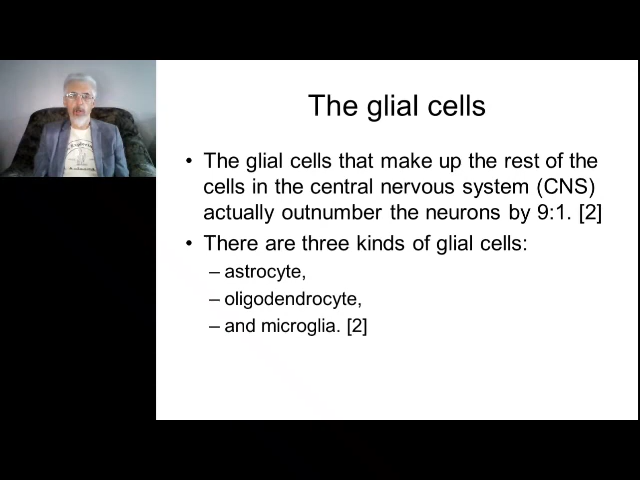 The glial cells
• The glial cells that make up the rest of the
cells in the central nervous system (CNS)
actually outnumber the neurons by 9:1. [2]
• There are three kinds of glial cells:
– astrocyte,
– oligodendrocyte,
– and microglia. [2]